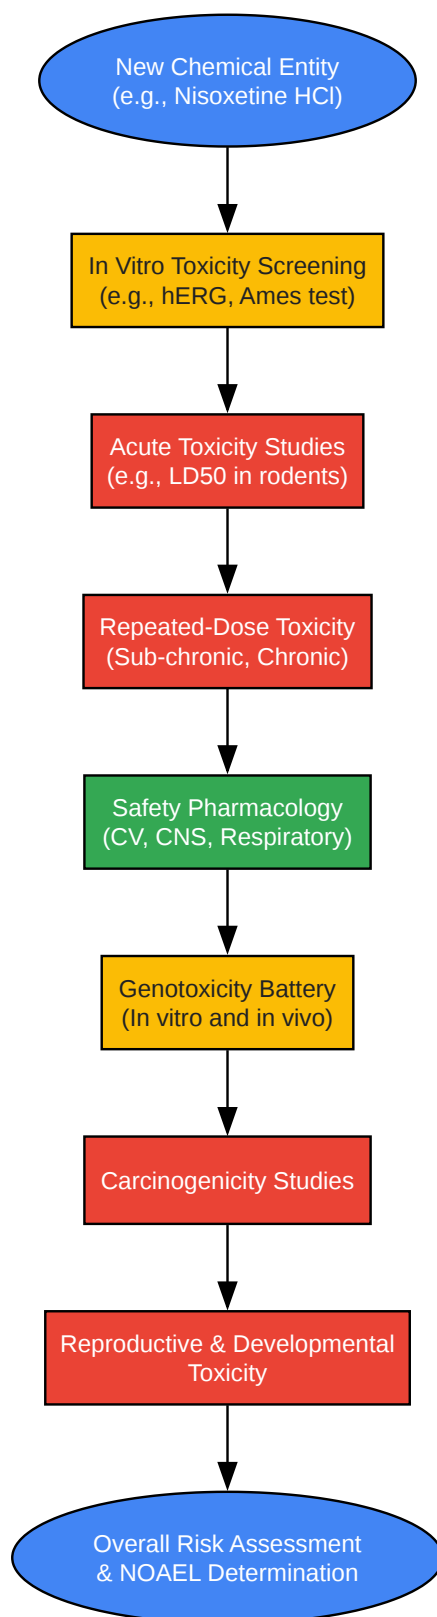 New Chemical Entity
(e.g., Nisoxetine HCl)
In Vitro Toxicity Screening
(e.g., hERG, Ames test)
Acute Toxicity Studies
(e.g., LD50 in rodents)
Repeated-Dose Toxicity
(Sub-chronic, Chronic)
Safety Pharmacology
(CV, CNS, Respiratory)
Genotoxicity Battery
(In vitro and in vivo)
Carcinogenicity Studies
Reproductive & Developmental
Toxicity
Overall Risk Assessment
& NOAEL Determination